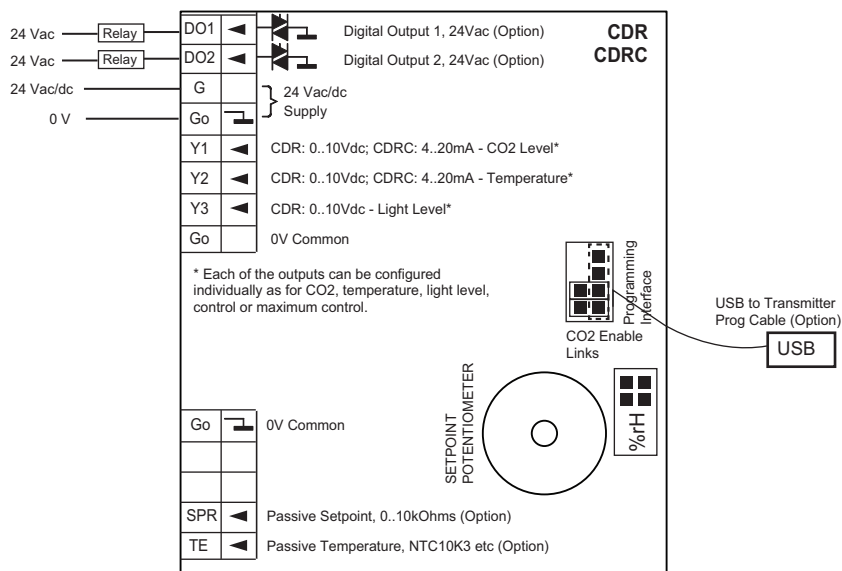 CDR
CDRC
24 Vac Relay DO1 Digital Output 1, 24Vac (Option)
24 Vac Relay DO2 Digital Output 2, 24Vac (Option)
24 Vac/dc G 24 Vac/dc
Supply
0 V Go
Y1 CDR: 0..10Vdc; CDRC: 4..20mA - CO2 Level*
Y2 CDR: 0..10Vdc; CDRC: 4..20mA - Temperature*
Y3 CDR: 0..10Vdc - Light Level*
Go 0V Common
* Each of the outputs can be configured
individually as for CO2, temperature, light level,
control or maximum control.
Programming
Interface
CO2 Enable
Links
USB to Transmitter
Prog Cable (Option)
USB
SETPOINT
POTENTIOMETER
%rH
Go 0V Common
SPR Passive Setpoint, 0..10kOhms (Option)
TE Passive Temperature, NTC10K3 etc (Option)